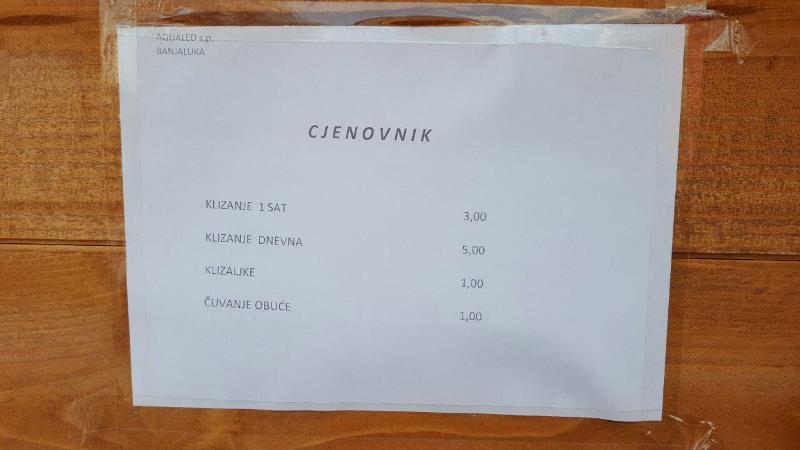 AQUALED s.p.
BANJALUKA
CJENOVNIK
KLIZANJE 1 SAT 3,00
KLIZANJE DNEVNA 5,00
KLIZALJKE 1,00
ČUVANJE OBUĆE 1,00